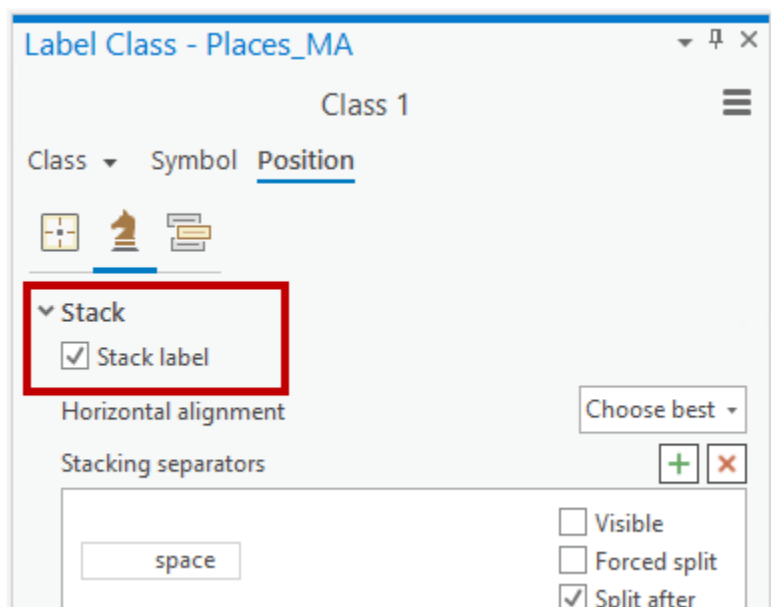 Label Class - Places_MA
Class 1
Class Symbol Position
Stack
Stack label
Horizontal alignment Choose best
Stacking separators
Visible
space Forced split
Split after